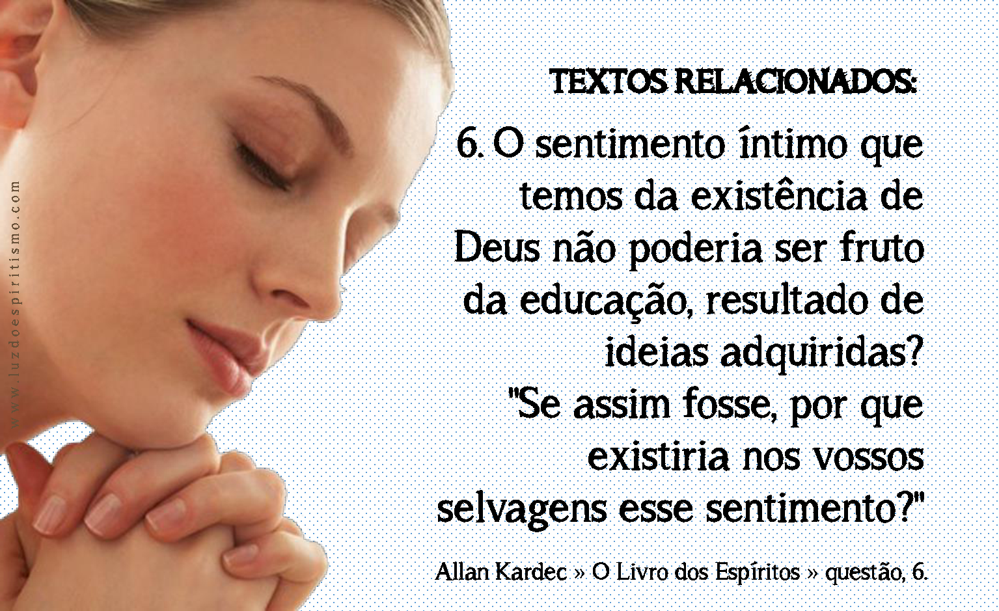 TEXTOS RELACIONADOS:
6. O sentimento íntimo que
temos da existência de
Deus não poderia ser fruto
da educação, resultado de
ideias adquiridas?
"Se assim fosse, por que
existiria nos vossos
selvagens esse sentimento?"
Allan Kardec » O Livro dos Espíritos » questão, 6.
www.luzdoespiritismo.com